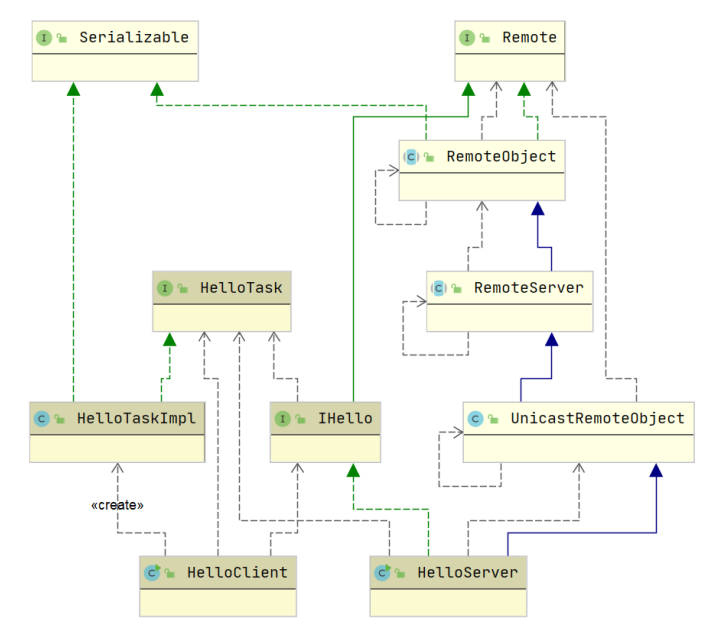 I Serializable
I Remote
C RemoteObject
I HelloTask
C RemoteServer
C HelloTaskImpl
I IHello
C UnicastRemoteObject
«create»
C HelloClient
C HelloServer